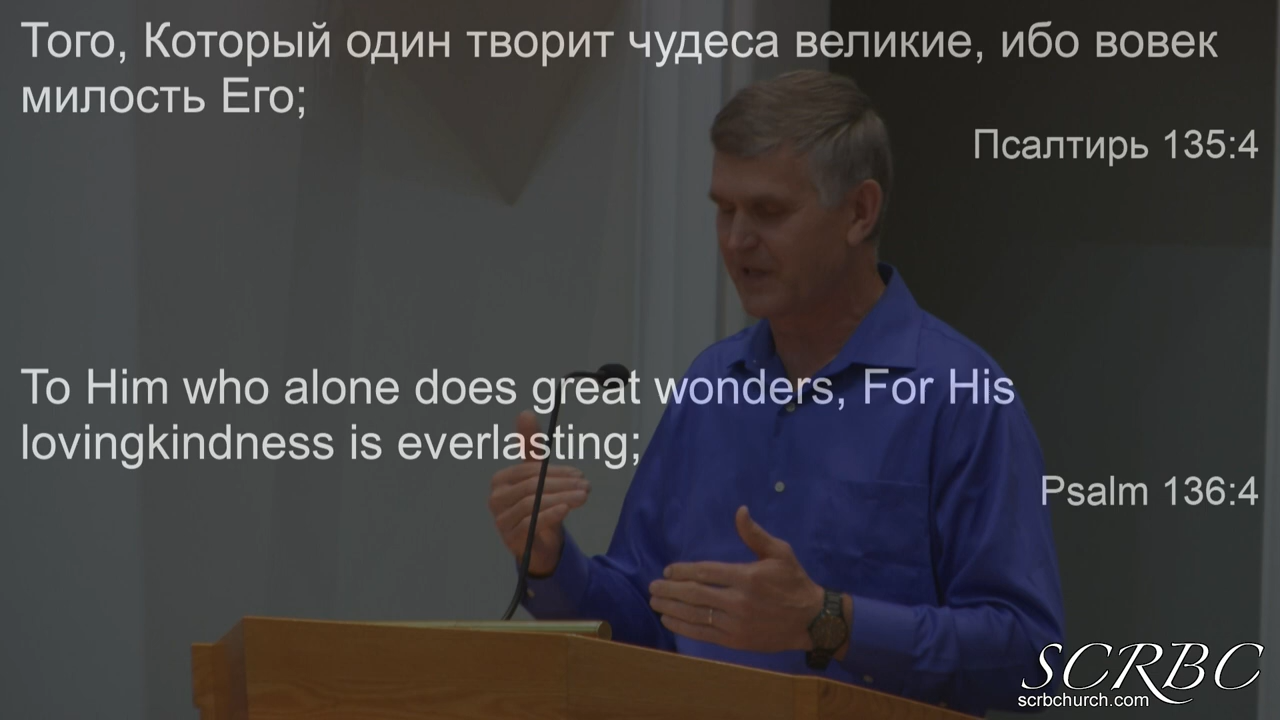 Того, Который один творит чудеса великие, ибо вовек
милость Его;
Псалтирь 135:4
To Him who alone does great wonders, For His
lovingkindness is everlasting;
Psalm 136:4
SCRBC
scrbchurch.com